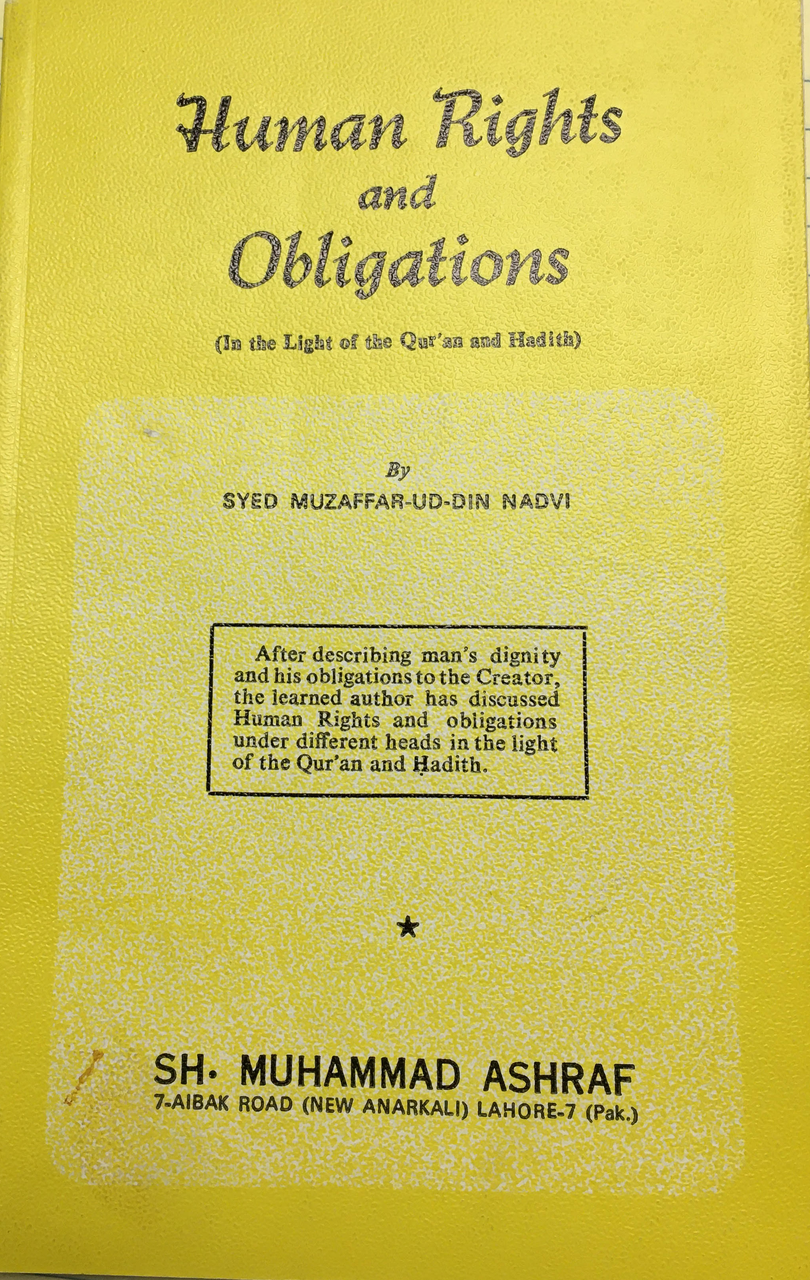 Human Rights
and
Obligations
(In the Light of the Qur'an and Hadith)
By
SYED MUZAFFAR-UD-DIN NADVI
After describing man's dignity
and his obligations to the Creator,
the learned author has discussed
Human Rights and obligations
under different heads in the light
of the Qur'an and Ḥadith.
SH. MUHAMMAD ASHRAF
7-AIBAK ROAD (NEW ANARKALI) LAHORE-7 (Pak.)